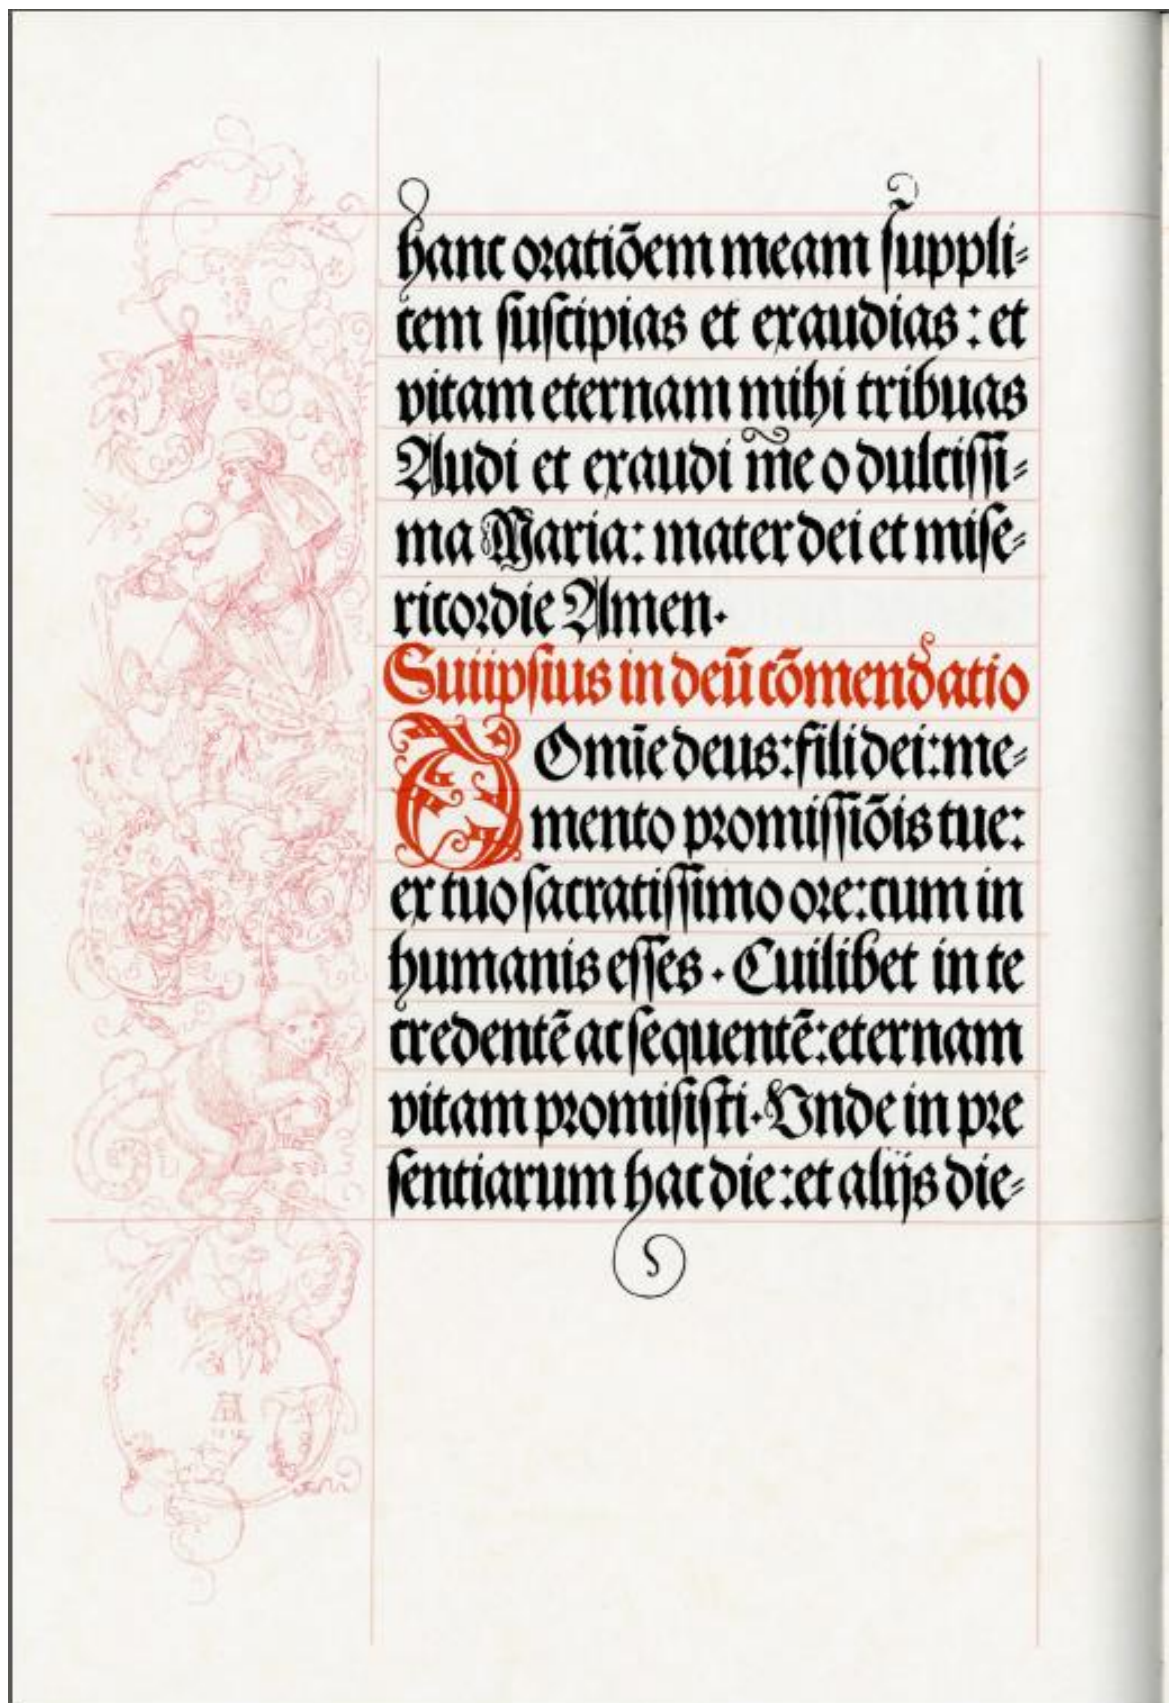 hanc oratiõem meam suppli-
cem suscipias et exaudias : et
vitam eternam mihi tribuas
Audi et exaudi me o dulcissi-
ma Maria: mater dei et mise-
ricordie Amen.
Suiipsius in deũ cõmendatio
Domie deus: fili dei: me-
mento promissiõis tue:
ex tuo sacratissimo ore: cum in
humanis esses . Cuilibet in te
credentẽ ac sequentẽ: eternam
vitam promisisti. Unde in pre
sentiarum hac die: et alijs die-